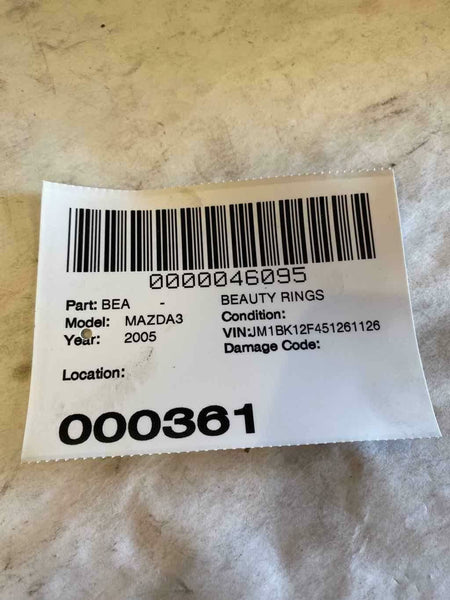 0000046095
Part: BEA - BEAUTY RINGS
Model: MAZDA3 Condition:
Year: 2005 VIN:JM1BK12F451261126
Damage Code:
Location:
000361